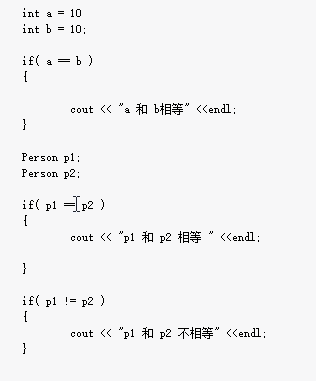 int a = 10
int b = 10;
if( a == b )
{
cout << "a 和 b相等" <<endl;
}
Person p1;
Person p2;
if( p1 == p2 )
{
cout << "p1 和 p2 相等 " <<endl;
}
if( p1 != p2 )
{
cout << "p1 和 p2 不相等" <<endl;
}